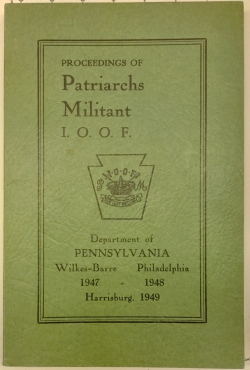 PROCEEDINGS OF
Patriarchs
Militant
I. O. O. F.
Department of
PENNSYLVANIA
Wilkes-Barre Philadelphia
1947 - 1948
Harrisburg, 1949